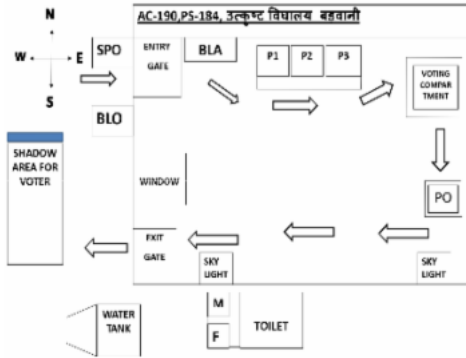 AC-190,PS-184, उत्कृष्ट विघालय बड़वानी
N
W E
S
SPO
ENTRY
GATE
BLA
P1 P2 P3
VOTING
COMPAR
TMENT
BLO
SHADOW
AREA FOR
VOTER
WINDOW
PO
EXIT
GATE
SKY
LIGHT
SKY
LIGHT
WATER
TANK
M
F
TOILET